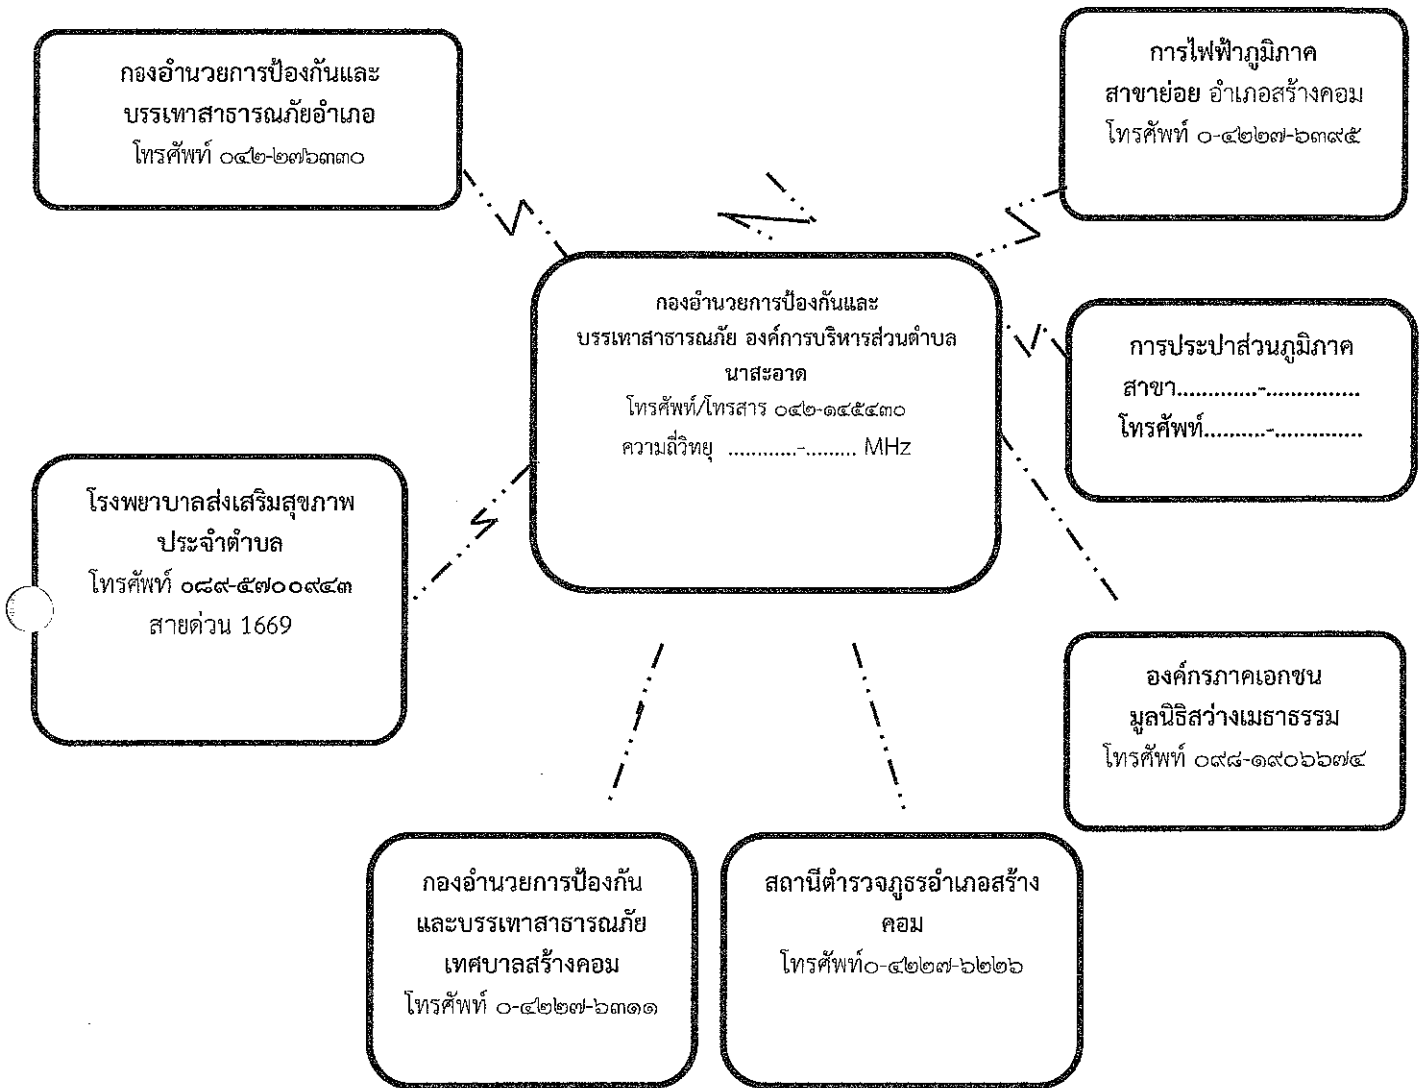 กองอำนวยการป้องกันและ
บรรเทาสาธารณภัยอำเภอ
โทรศัพท์ ๐๔๒-๒๗๖๓๓๐
การไฟฟ้าภูมิภาค
สาขาย่อย อำเภอสร้างคอม
โทรศัพท์ ๐-๔๒๒๗-๖๓๙๕
กองอำนวยการป้องกันและ
บรรเทาสาธารณภัย องค์การบริหารส่วนตำบล
นาสะอาด
โทรศัพท์/โทรสาร ๐๔๒-๑๔๕๔๓๐
ความถี่วิทยุ ............-......... MHz
การประปาส่วนภูมิภาค
สาขา.............-...............
โทรศัพท์..........-..............
โรงพยาบาลส่งเสริมสุขภาพ
ประจำตำบล
โทรศัพท์ ๐๘๙-๕๗๐๐๙๔๓
สายด่วน 1669
องค์กรภาคเอกชน
มูลนิธิสว่างเมธาธรรม
โทรศัพท์ ๐๙๘-๑๙๐๖๖๗๔
กองอำนวยการป้องกัน
และบรรเทาสาธารณภัย
เทศบาลสร้างคอม
โทรศัพท์ ๐-๔๒๒๗-๖๓๑๑
สถานีตำรวจภูธรอำเภอสร้าง
คอม
โทรศัพท์๐-๔๒๒๗-๖๒๒๖